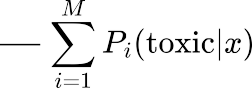 — \sum_{i=1}^{M} P_i(\text{toxic}|x)